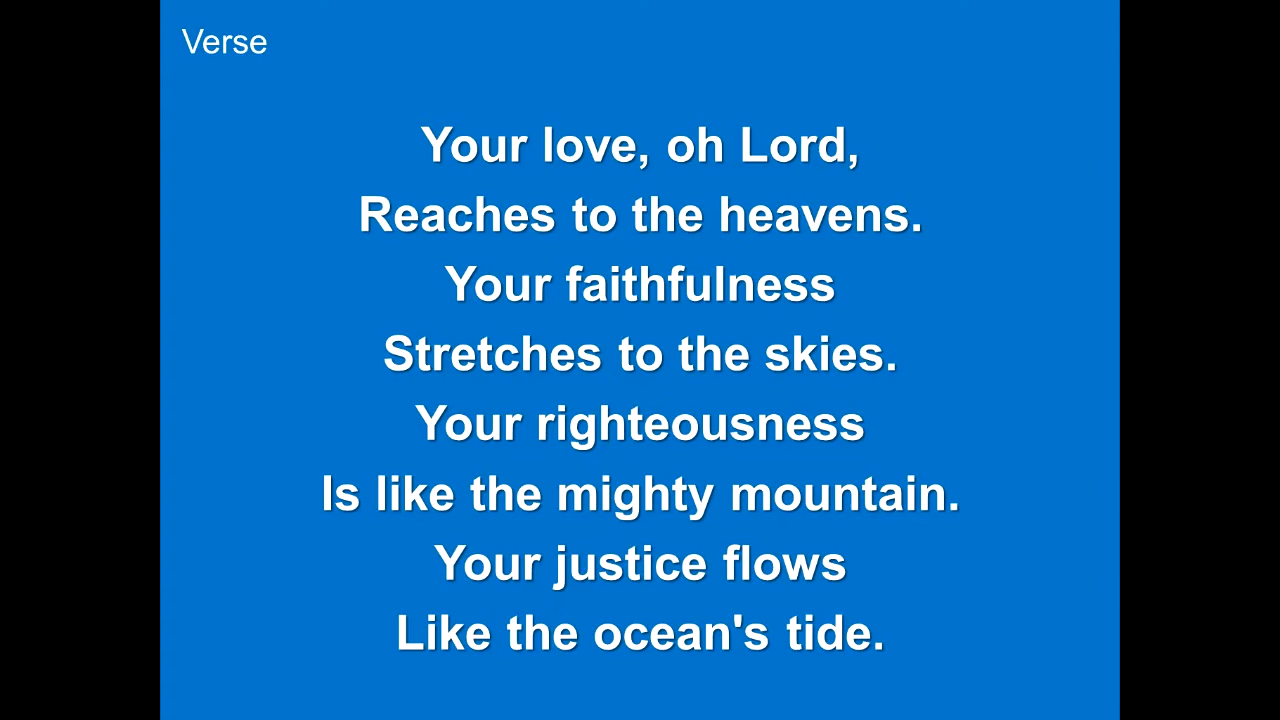 Verse
Your love, oh Lord,
Reaches to the heavens.
Your faithfulness
Stretches to the skies.
Your righteousness
Is like the mighty mountain.
Your justice flows
Like the ocean's tide.